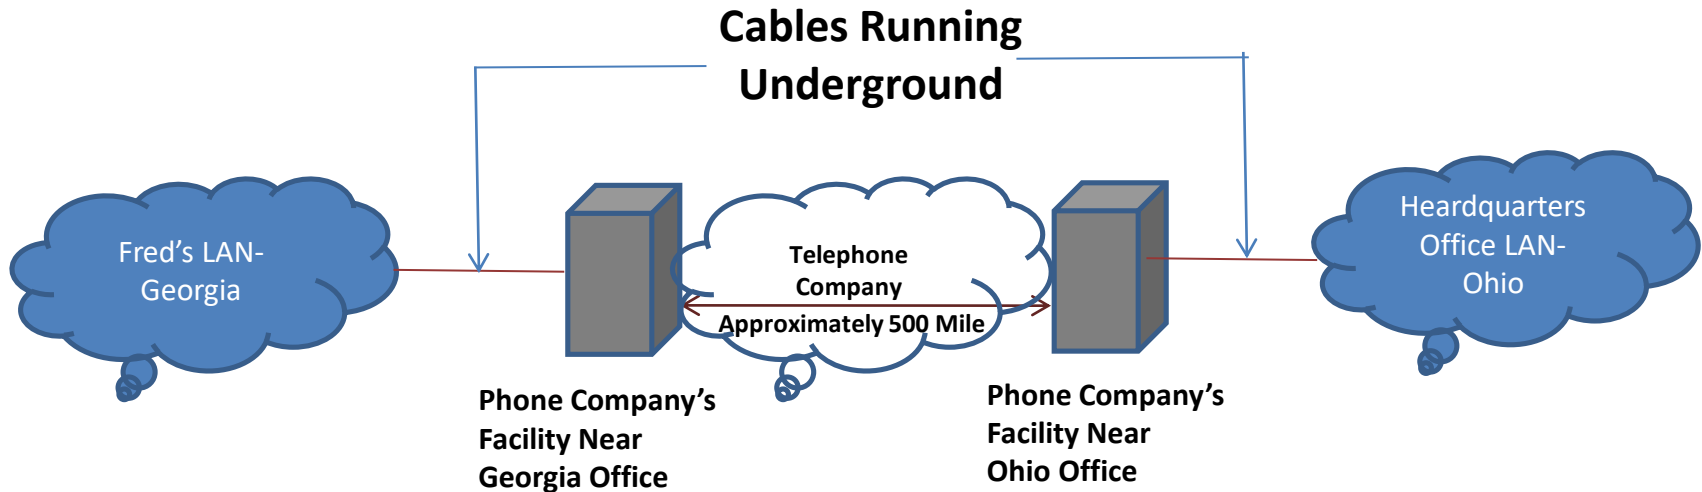 Cables Running
Underground
Fred’s LAN-
Georgia
Telephone
Company
Approximately 500 Mile
Heardquarters
Office LAN-
Ohio
Phone Company’s
Facility Near
Georgia Office
Phone Company’s
Facility Near
Ohio Office